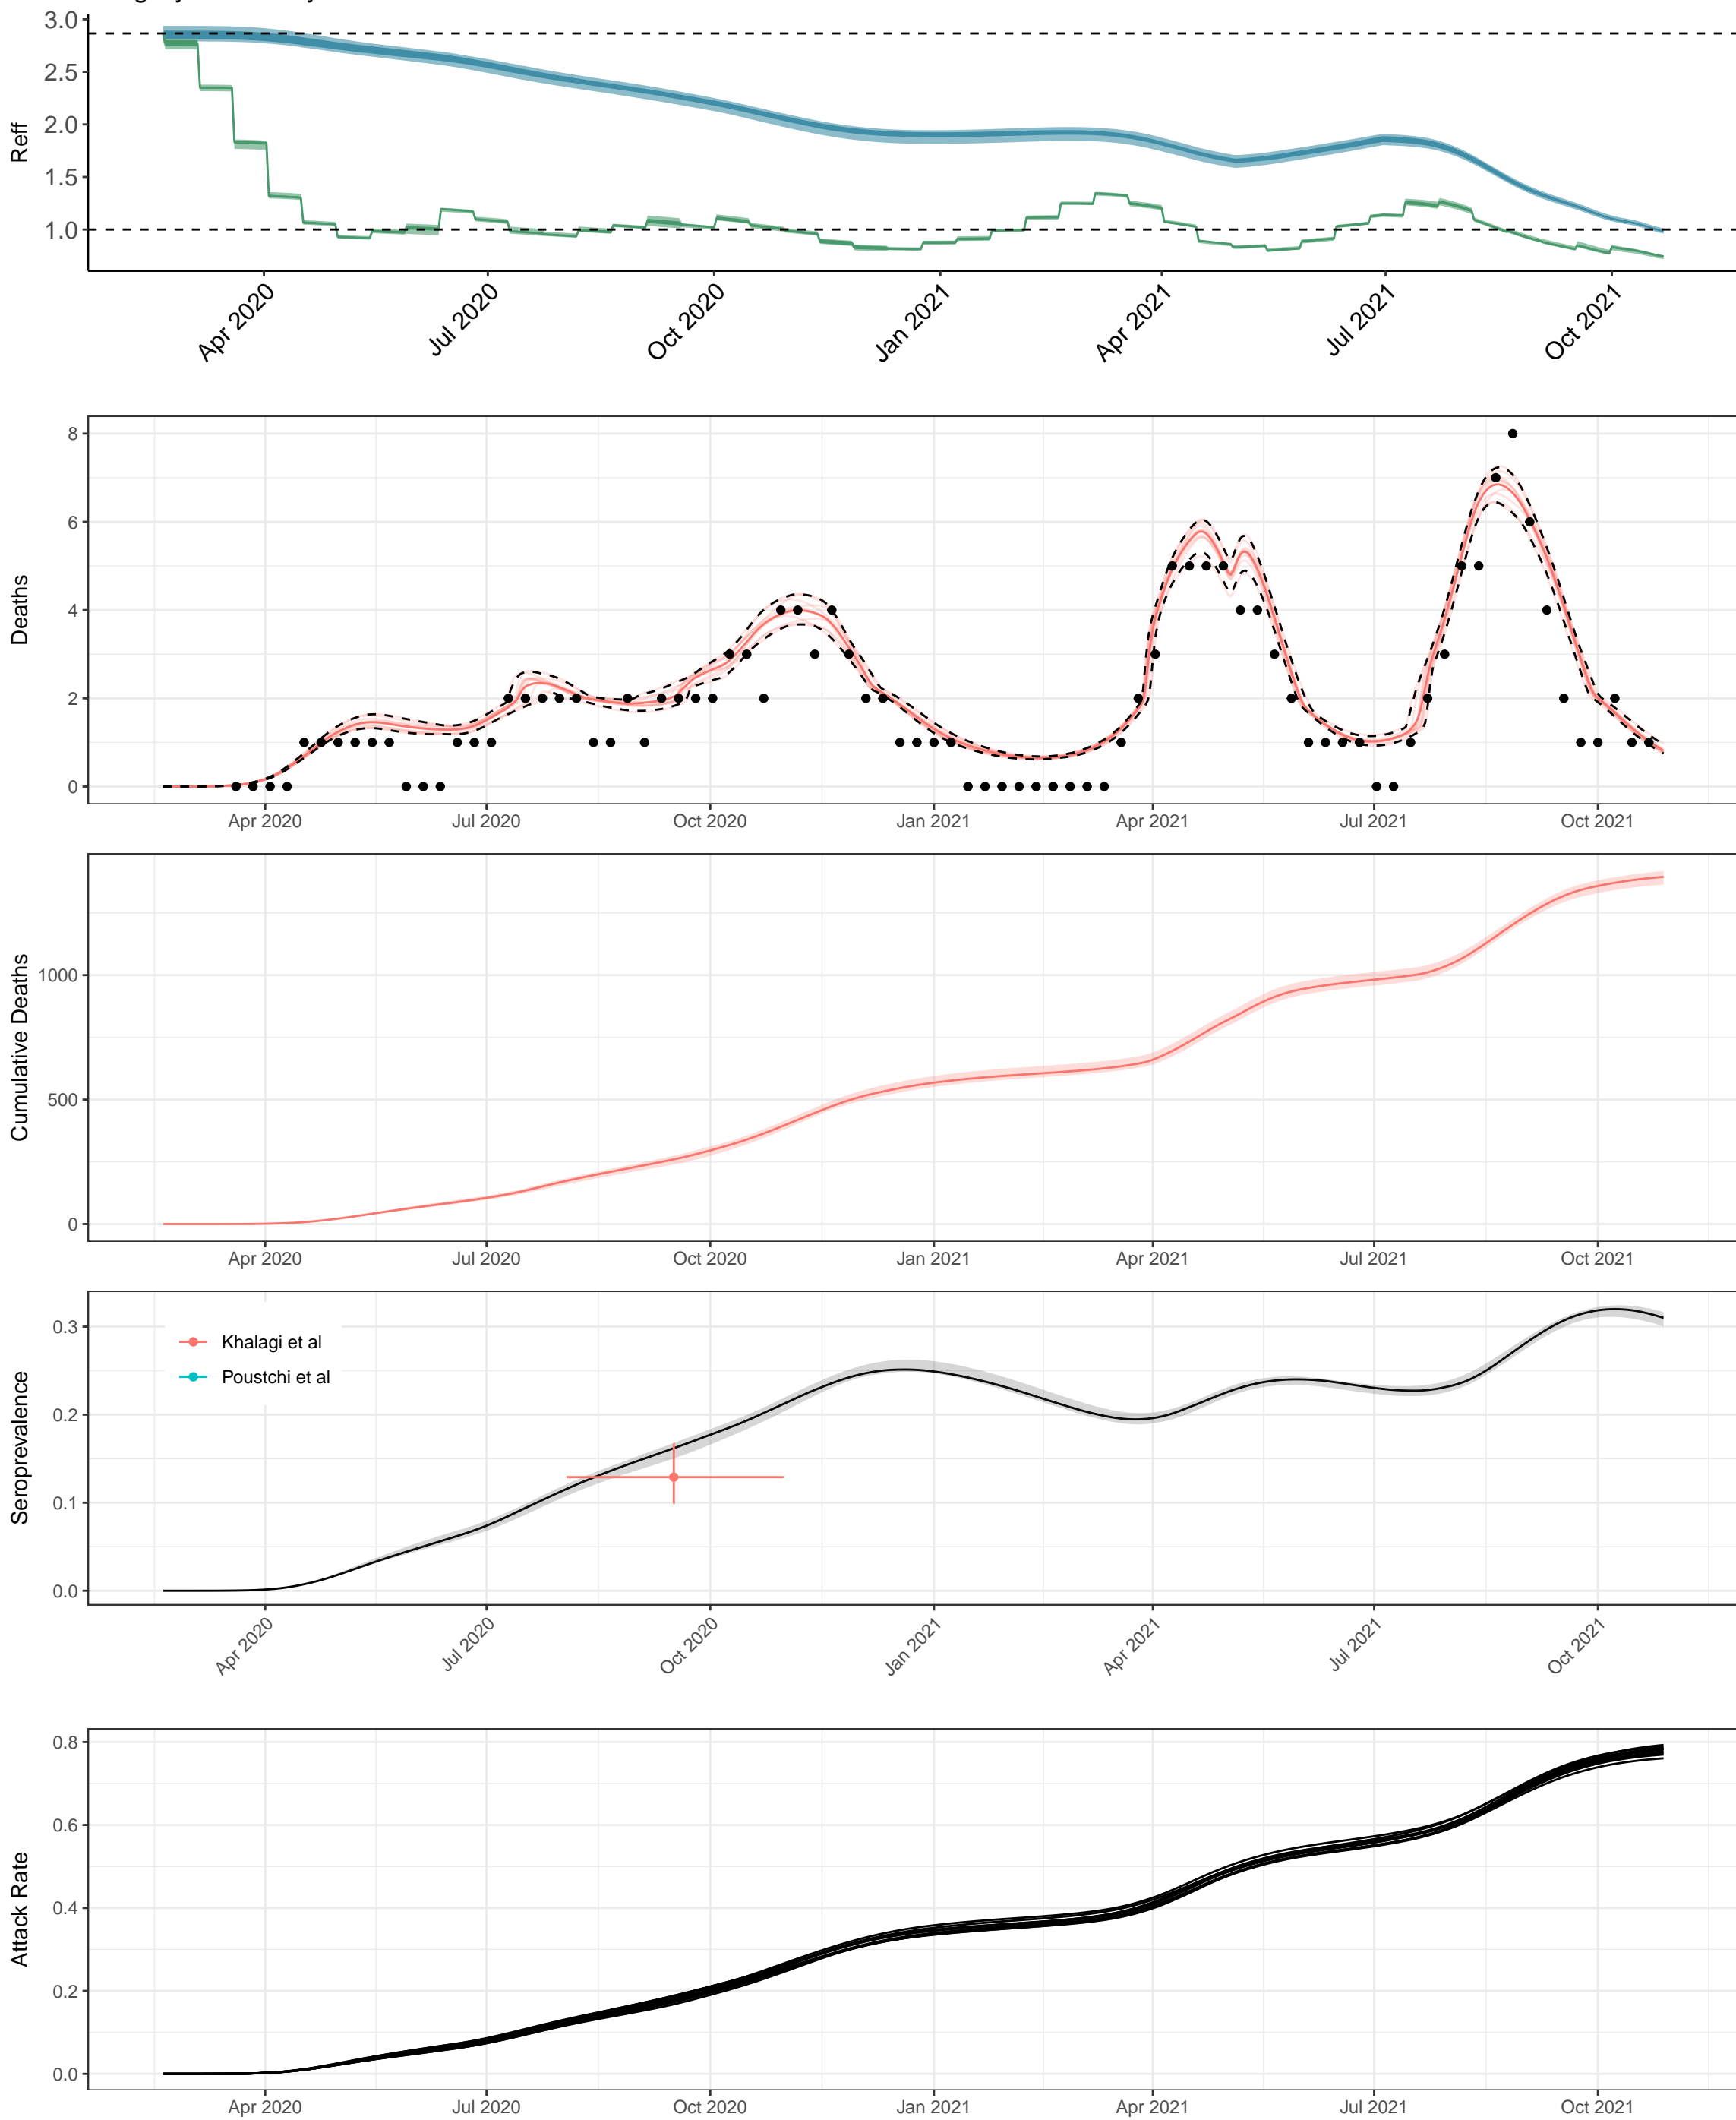 3.0
2.5
2.0
1.5
1.0
Reff
Apr 2020
Jul 2020
Oct 2020
Jan 2021
Apr 2021
Jul 2021
Oct 2021
8
6
4
2
0
Deaths
Apr 2020
Jul 2020
Oct 2020
Jan 2021
Apr 2021
Jul 2021
Oct 2021
1000
500
0
Cumulative Deaths
Apr 2020
Jul 2020
Oct 2020
Jan 2021
Apr 2021
Jul 2021
Oct 2021
0.3
0.2
0.1
0.0
Seroprevalence
Khalagi et al
Poustchi et al
Apr 2020
Jul 2020
Oct 2020
Jan 2021
Apr 2021
Jul 2021
Oct 2021
0.8
0.6
0.4
0.2
0.0
Attack Rate
Apr 2020
Jul 2020
Oct 2020
Jan 2021
Apr 2021
Jul 2021
Oct 2021